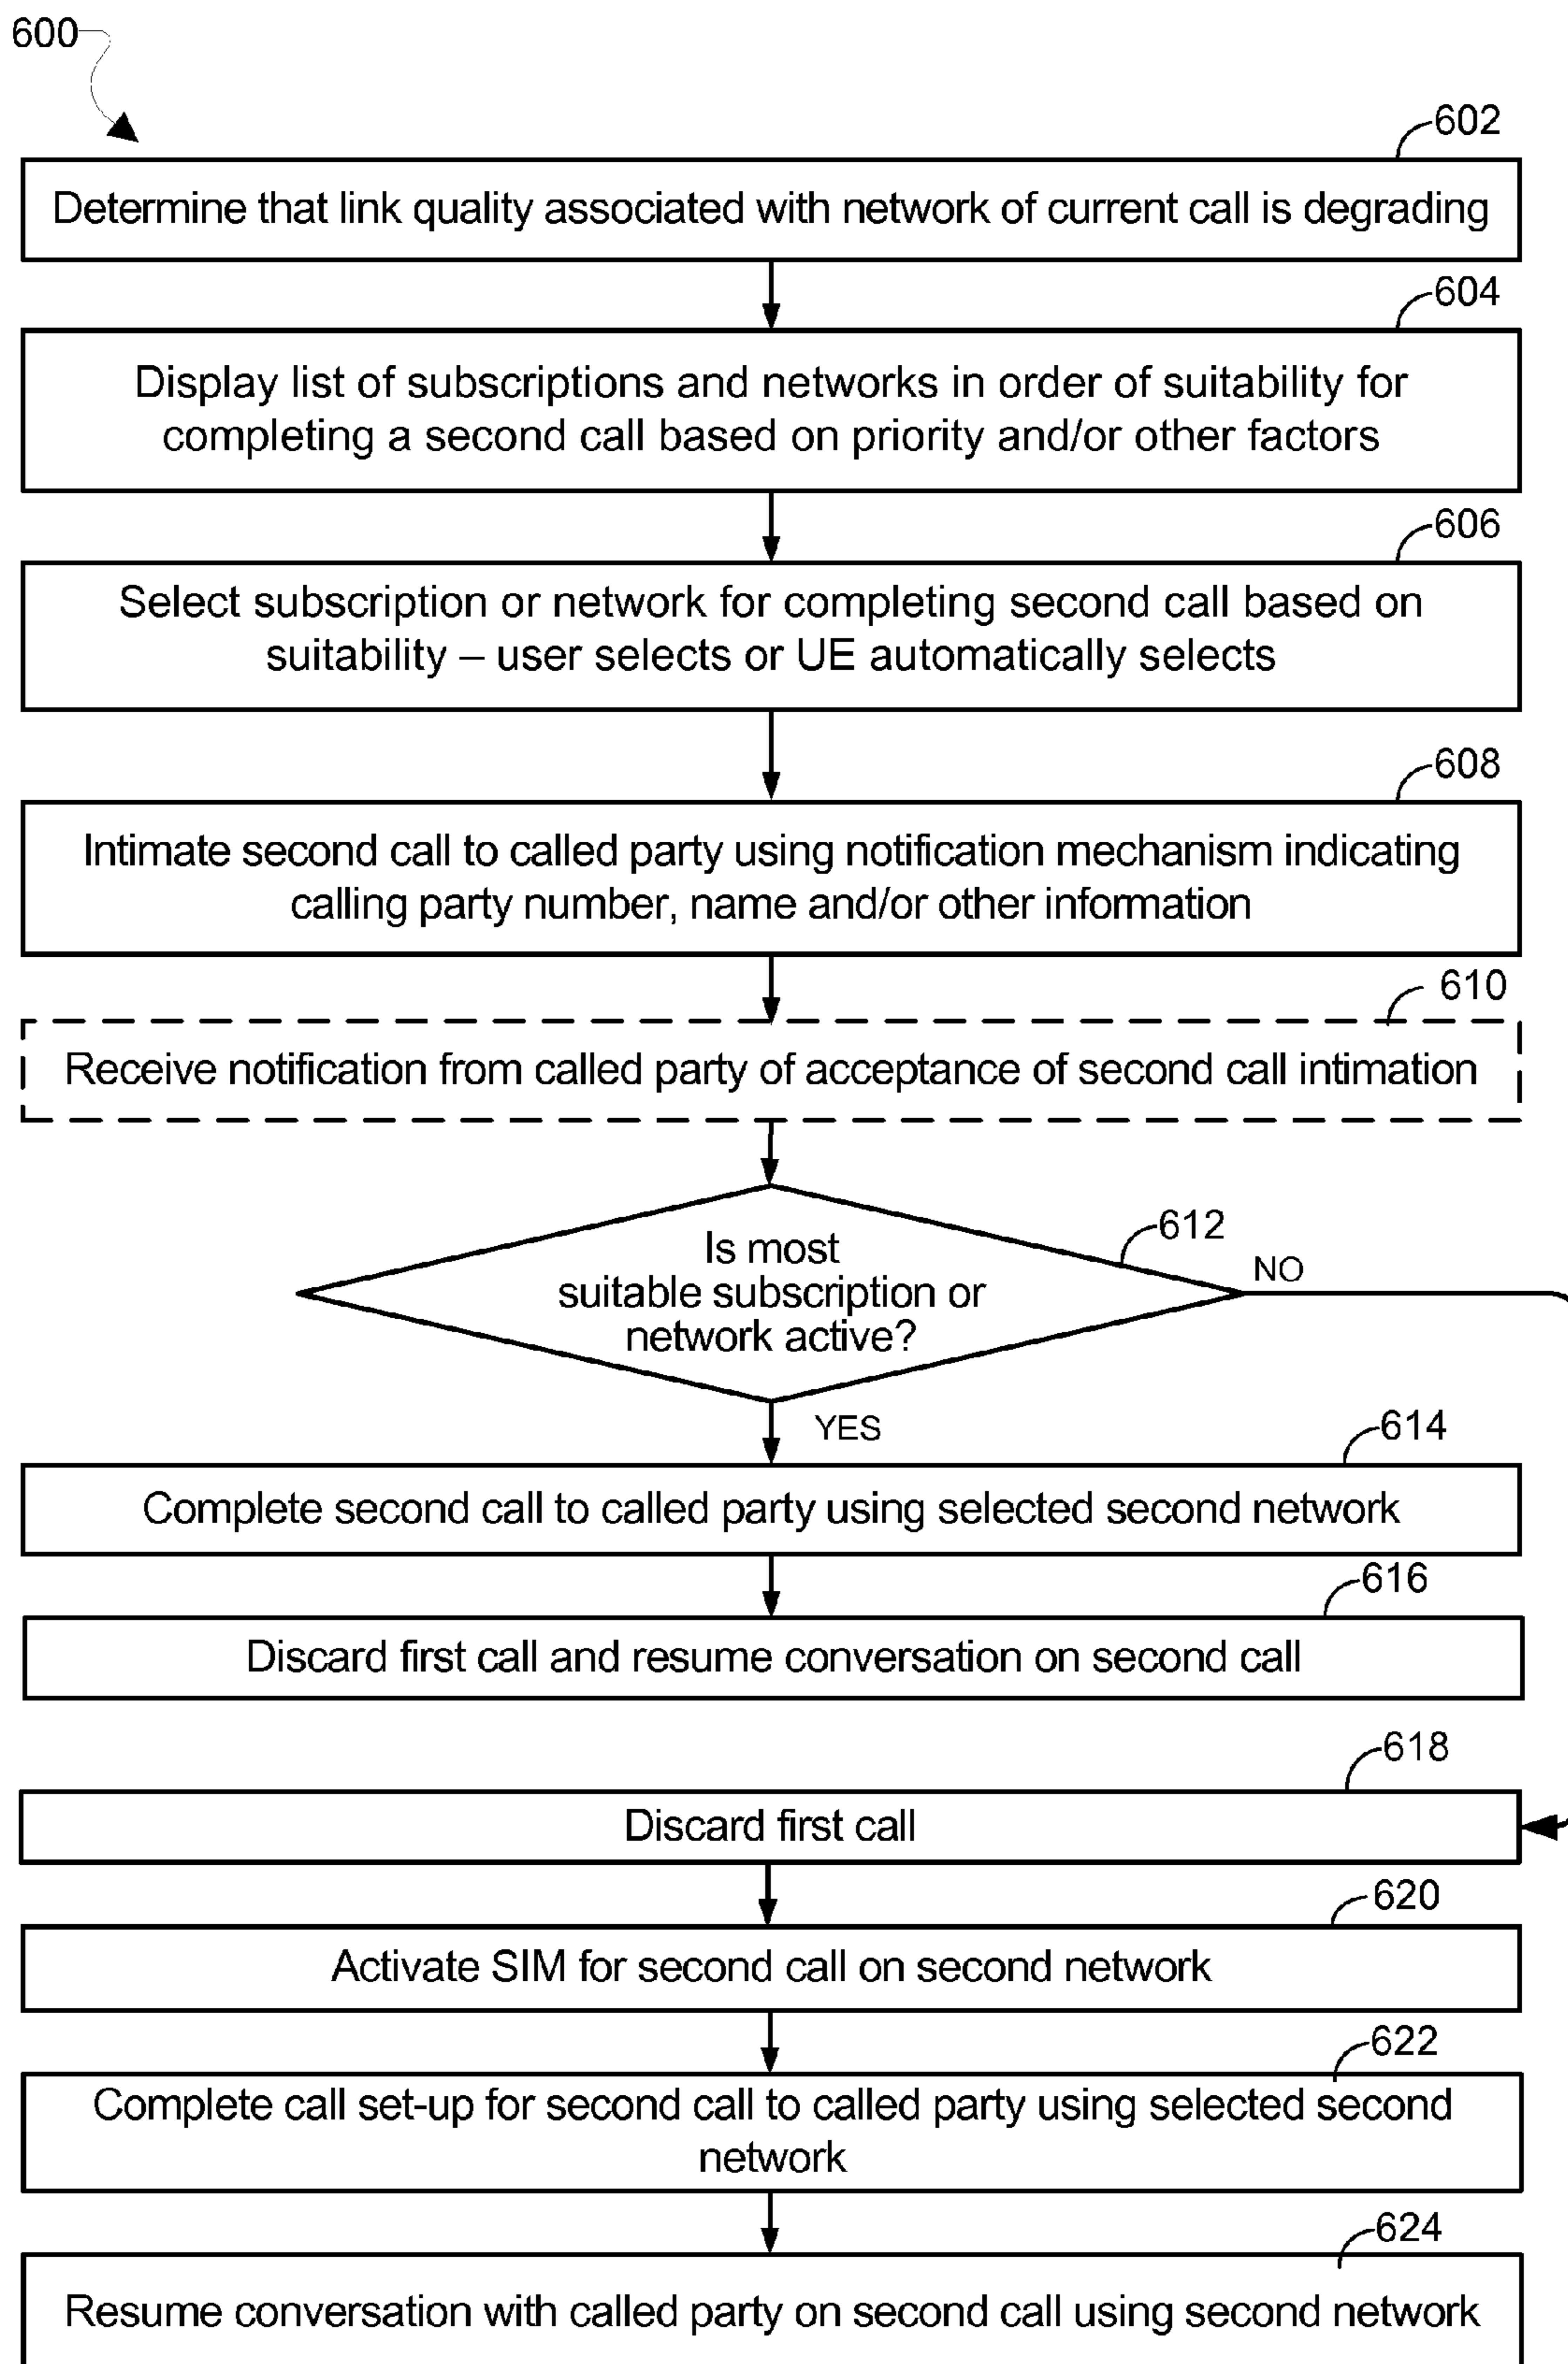 600
602
Determine that link quality associated with network of current call is degrading
604
Display list of subscriptions and networks in order of suitability for
completing a second call based on priority and/or other factors
606
Select subscription or network for completing second call based on
suitability – user selects or UE automatically selects
608
Intimate second call to called party using notification mechanism indicating
calling party number, name and/or other information
610
Receive notification from called party of acceptance of second call intimation
612
Is most
suitable subscription or
network active?
NO
YES
614
Complete second call to called party using selected second network
616
Discard first call and resume conversation on second call
618
Discard first call
620
Activate SIM for second call on second network
622
Complete call set-up for second call to called party using selected second
network
624
Resume conversation with called party on second call using second network